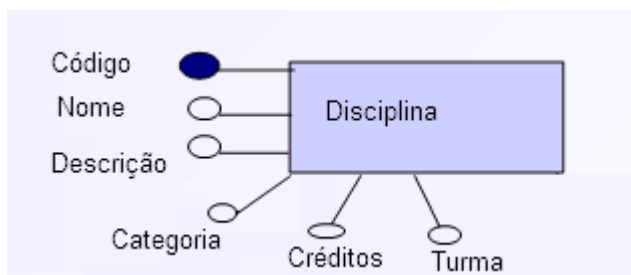 Código
Nome
Disciplina
Descrição
Categoria
Créditos
Turma